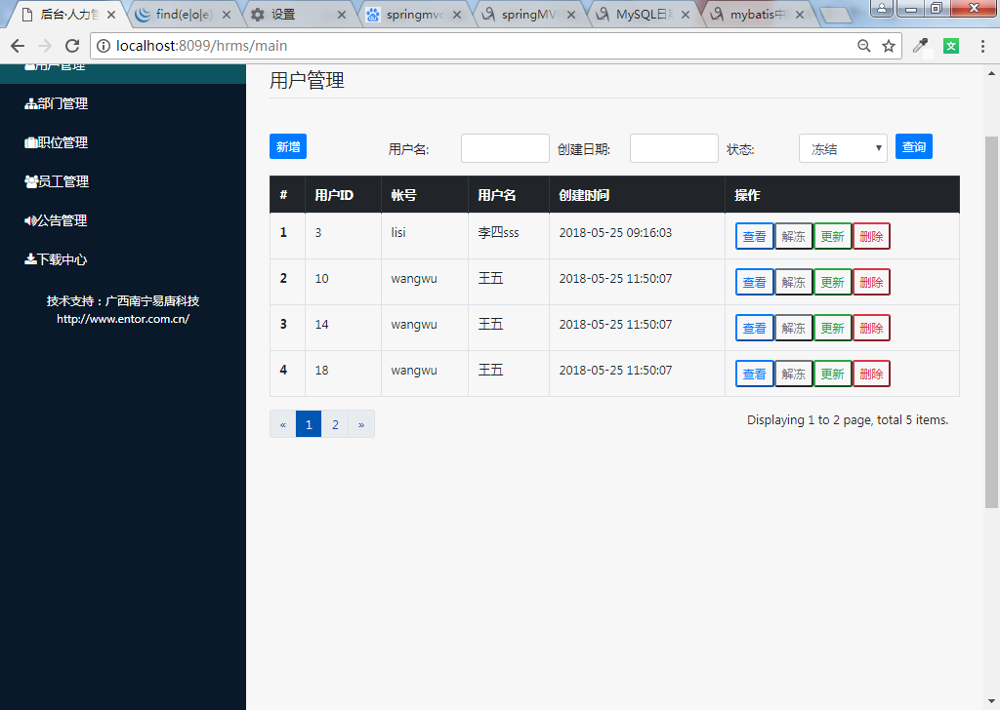 后台·人力管 find(e|o|e) 设置 springmvc springMV MySQL日 mybatis中
localhost:8099/hrms/main
用户管理
部门管理
职位管理
员工管理
公告管理
下载中心
技术支持：广西南宁易唐科技
http://www.entor.com.cn/
用户管理
新增 用户名: 创建日期: 状态: 冻结 查询
# 用户ID 帐号 用户名 创建时间 操作
1 3 lisi 李四sss 2018-05-25 09:16:03 查看 解冻 更新 删除
2 10 wangwu 王五 2018-05-25 11:50:07 查看 解冻 更新 删除
3 14 wangwu 王五 2018-05-25 11:50:07 查看 解冻 更新 删除
4 18 wangwu 王五 2018-05-25 11:50:07 查看 解冻 更新 删除
« 1 2 » Displaying 1 to 2 page, total 5 items.